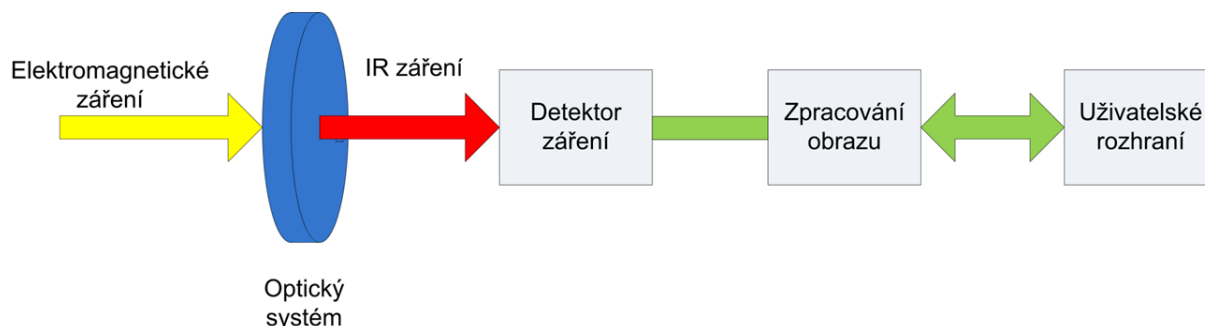 Elektromagnetické
záření
IR záření
Detektor
záření
Zpracování
obrazu
Uživatelské
rozhraní
Optický
systém